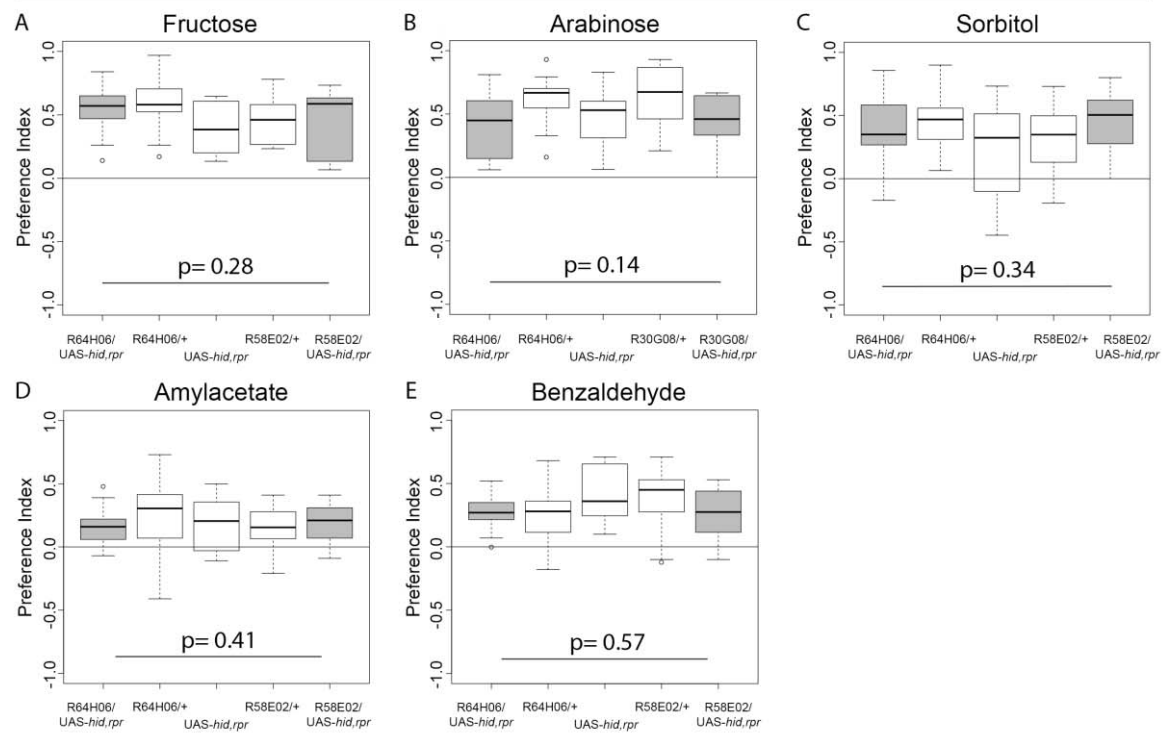 A Fructose
Preference Index
1.0
0.5
0.0
-0.5
-1.0
p= 0.28
R64H06/ R64H06/+ R58E02/+ R58E02/
UAS-hid,rpr UAS-hid,rpr UAS-hid,rpr
B Arabinose
Preference Index
1.0
0.5
0.0
-0.5
-1.0
p= 0.14
R64H06/ R64H06/+ R30G08/+ R30G08/
UAS-hid,rpr UAS-hid,rpr UAS-hid,rpr
C Sorbitol
Preference Index
1.0
0.5
0.0
-0.5
-1.0
p= 0.34
R64H06/ R64H06/+ R58E02/+ R58E02/
UAS-hid,rpr UAS-hid,rpr UAS-hid,rpr
D Amylacetate
Preference Index
1.0
0.5
0.0
-0.5
-1.0
p= 0.41
R64H06/ R64H06/+ R58E02/+ R58E02/
UAS-hid,rpr UAS-hid,rpr UAS-hid,rpr
E Benzaldehyde
Preference Index
1.0
0.5
0.0
-0.5
-1.0
p= 0.57
R64H06/ R64H06/+ R58E02/+ R58E02/
UAS-hid,rpr UAS-hid,rpr UAS-hid,rpr